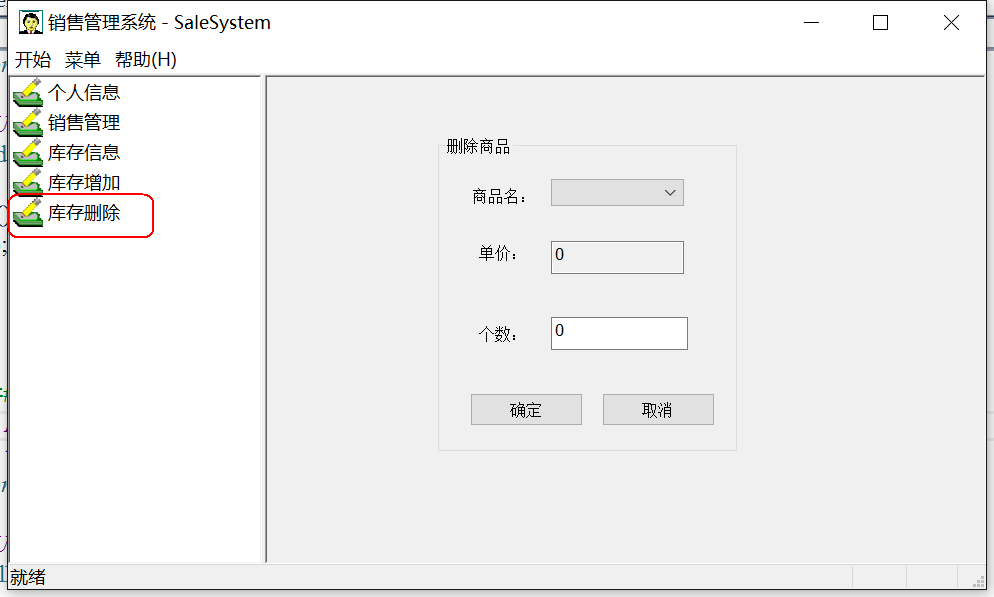 销售管理系统 - SaleSystem
开始 菜单 帮助(H)
个人信息
销售管理
库存信息
库存增加
库存删除
删除商品
商品名：
单价： 0
个数： 0
确定 取消
就绪